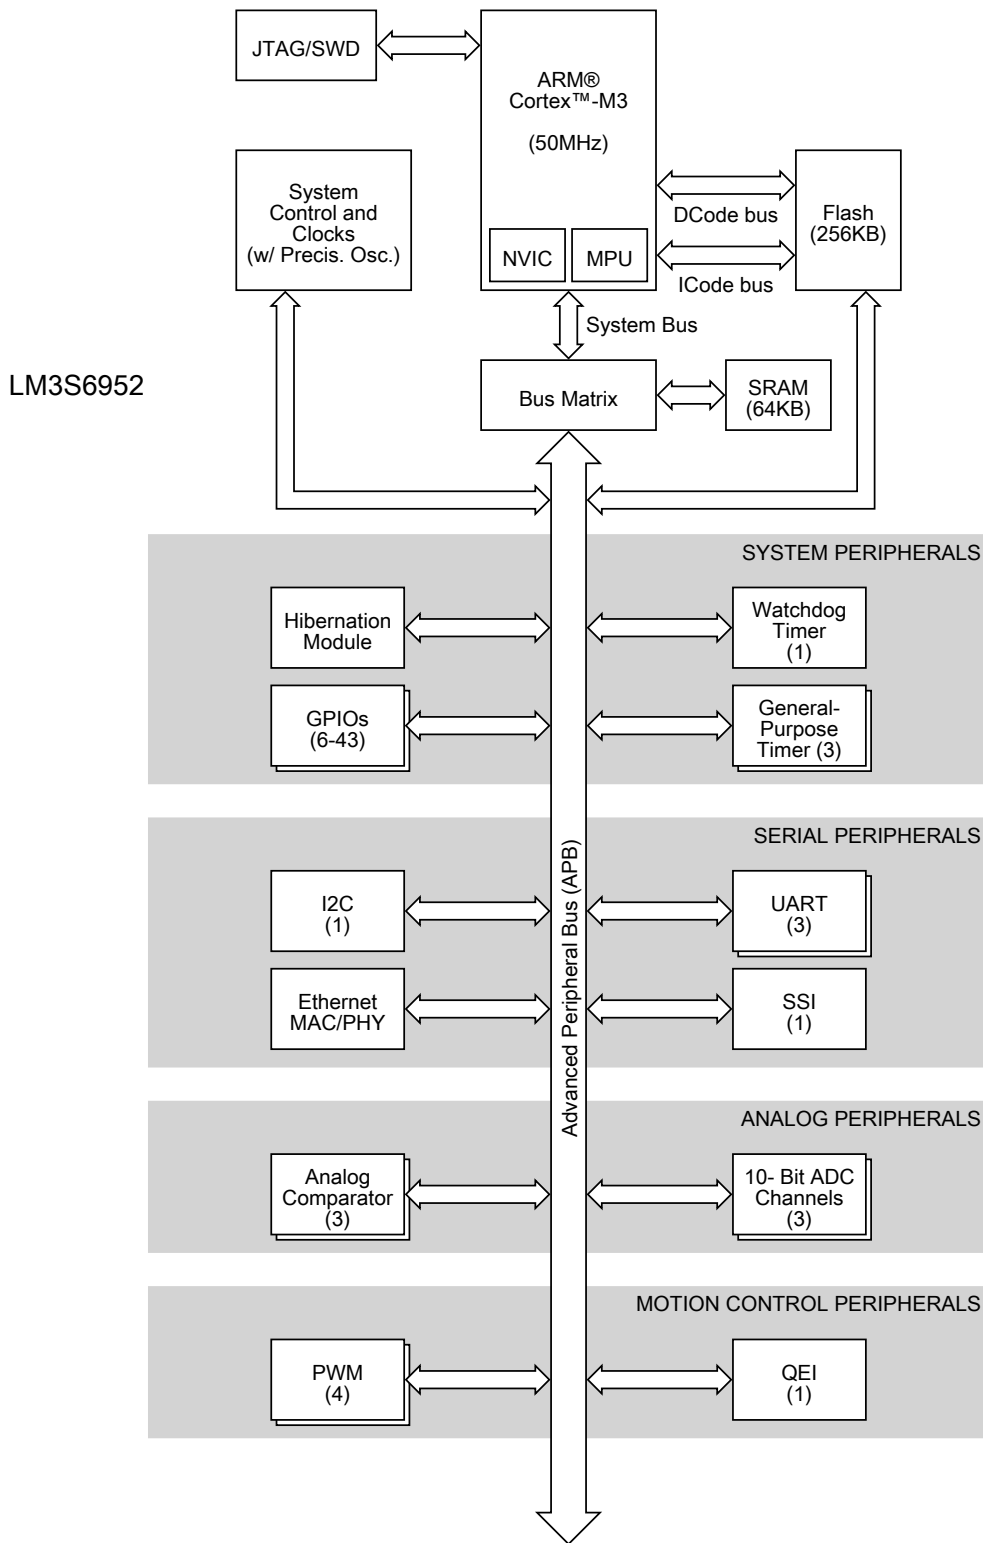 JTAG/SWD
ARM®
Cortex™-M3
(50MHz)
System
Control and
Clocks
(w/ Precis. Osc.)
DCode bus
Flash
(256KB)
NVIC
MPU
ICode bus
System Bus
LM3S6952
Bus Matrix
SRAM
(64KB)
SYSTEM PERIPHERALS
Hibernation
Module
Watchdog
Timer
(1)
GPIOs
(6-43)
General-
Purpose
Timer (3)
Advanced Peripheral Bus (APB)
SERIAL PERIPHERALS
I2C
(1)
UART
(3)
Ethernet
MAC/PHY
SSI
(1)
ANALOG PERIPHERALS
Analog
Comparator
(3)
10- Bit ADC
Channels
(3)
MOTION CONTROL PERIPHERALS
PWM
(4)
QEI
(1)